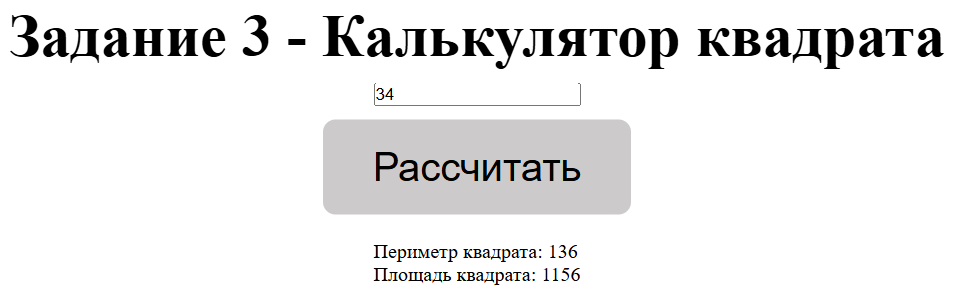 Задание 3 - Калькулятор квадрата
34
Рассчитать
Периметр квадрата: 136
Площадь квадрата: 1156